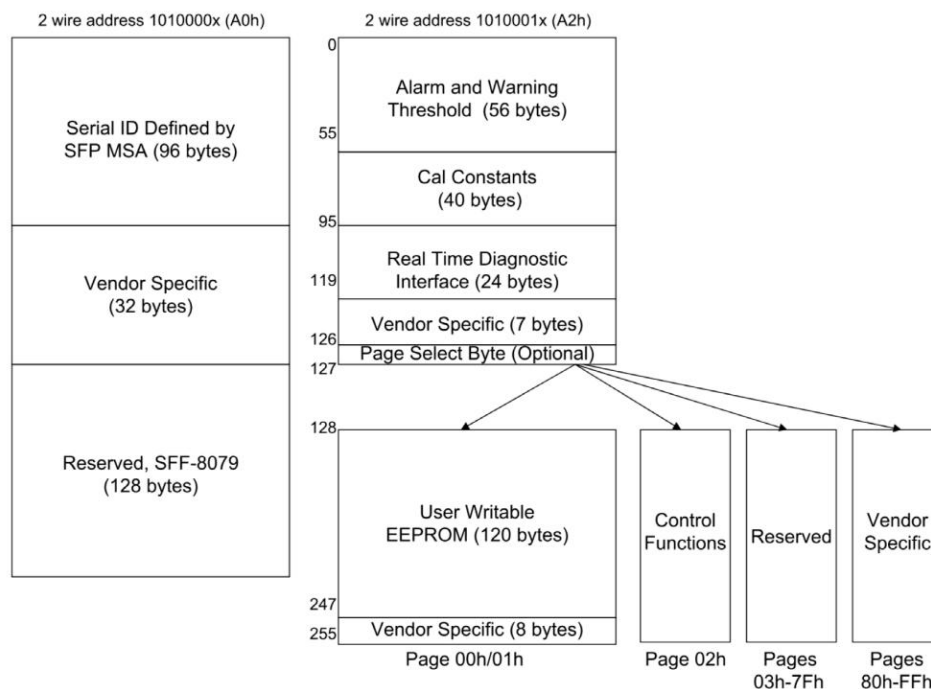 2 wire address 1010000x (A0h)
Serial ID Defined by
SFP MSA (96 bytes)
Vendor Specific
(32 bytes)
Reserved, SFF-8079
(128 bytes)
2 wire address 1010001x (A2h)
0
Alarm and Warning
Threshold (56 bytes)
55
Cal Constants
(40 bytes)
95
Real Time Diagnostic
Interface (24 bytes)
119
Vendor Specific (7 bytes)
126
Page Select Byte (Optional)
127
128
User Writable
EEPROM (120 bytes)
247
Vendor Specific (8 bytes)
255
Page 00h/01h
Control
Functions
Page 02h
Reserved
Pages
03h-7Fh
Vendor
Specific
Pages
80h-FFh